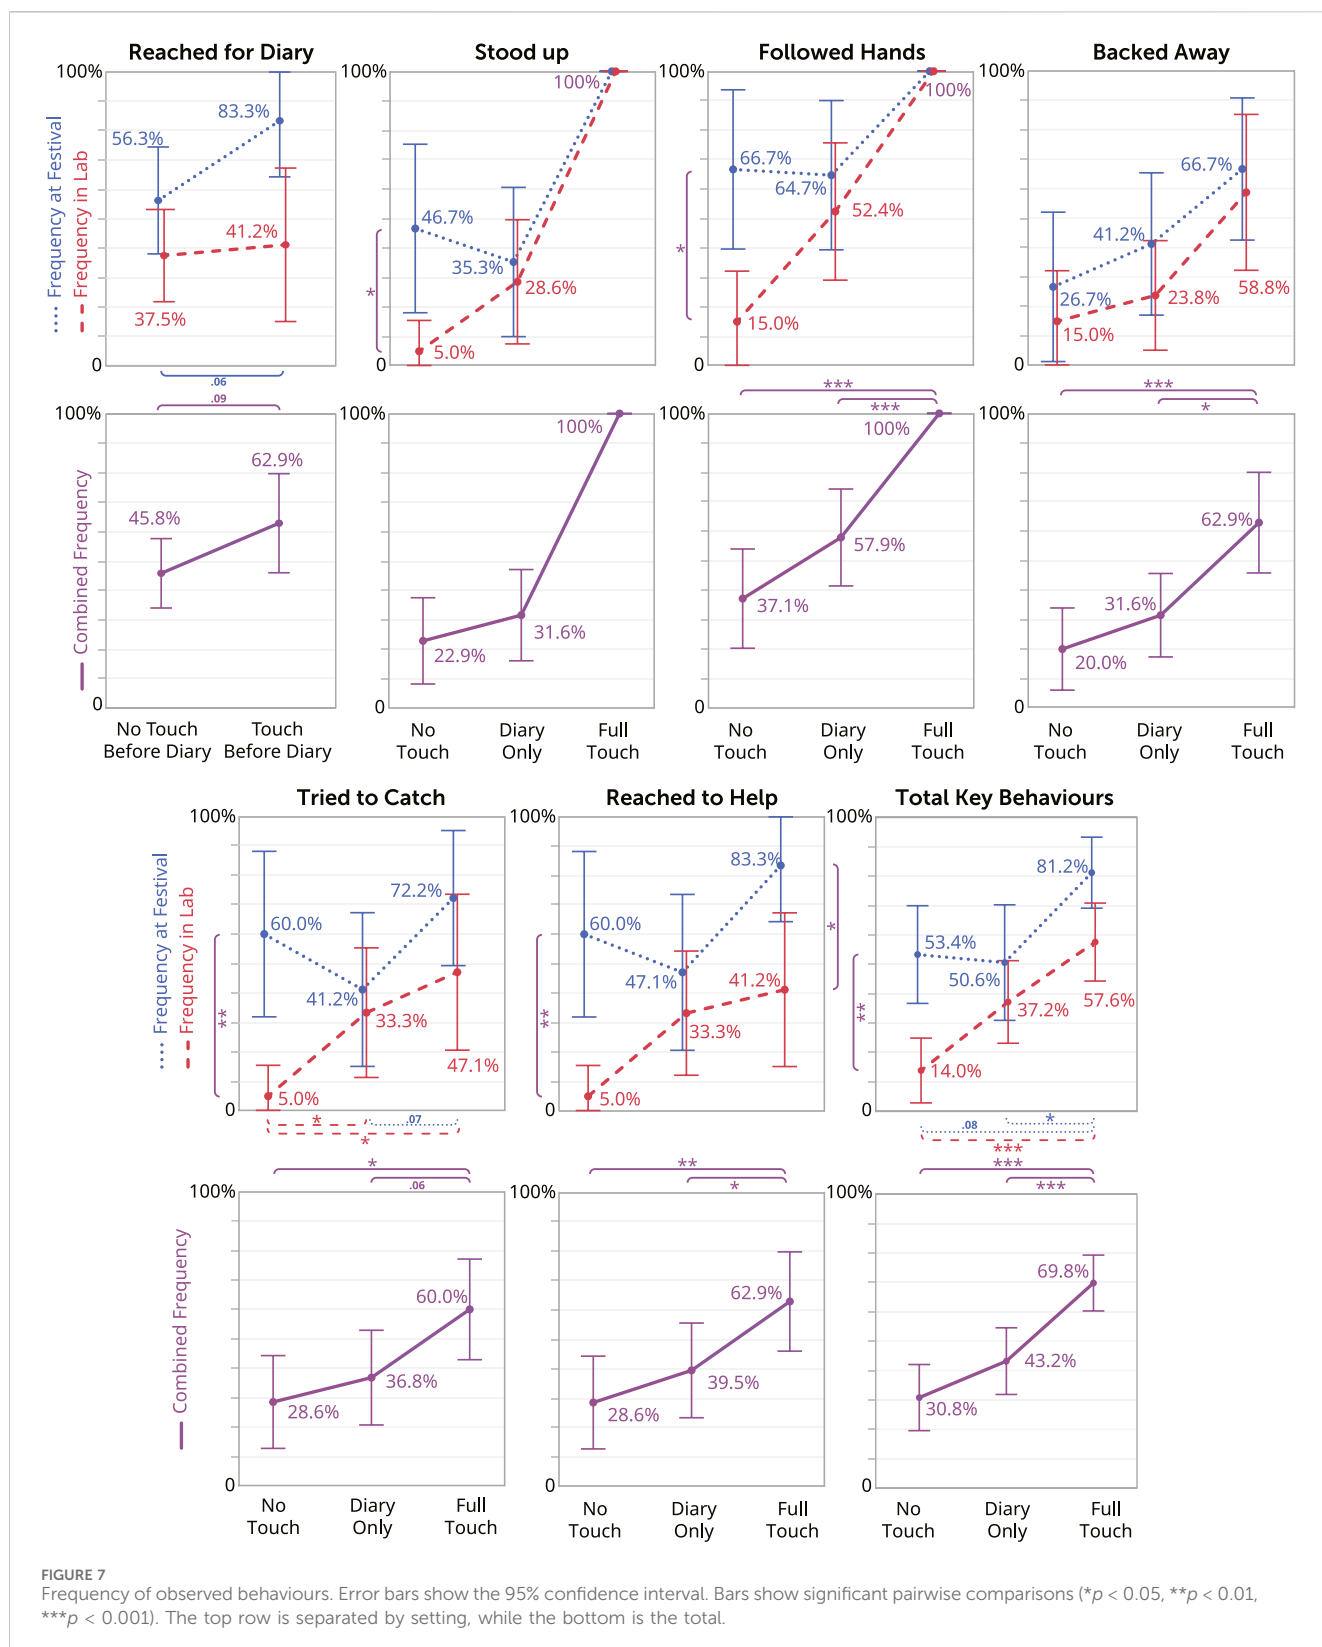 Reached for Diary
Stood up
Followed Hands
Backed Away
Frequency at Festival
Frequency in Lab
100%
56.3%
83.3%
41.2%
37.5%
0
.06
100%
100%
46.7%
35.3%
28.6%
5.0%
*
0
100%
100%
66.7%
64.7%
52.4%
15.0%
*
0
100%
66.7%
41.2%
26.7%
58.8%
23.8%
15.0%
0
Combined Frequency
.09
100%
62.9%
45.8%
0
No Touch
Before Diary
Touch
Before Diary
100%
100%
31.6%
22.9%
0
No
Touch
Diary
Only
Full
Touch
***
***
100%
100%
57.9%
37.1%
0
No
Touch
Diary
Only
Full
Touch
***
*
100%
62.9%
31.6%
20.0%
0
No
Touch
Diary
Only
Full
Touch
Tried to Catch
Reached to Help
Total Key Behaviours
Frequency at Festival
Frequency in Lab
100%
72.2%
60.0%
41.2%
33.3%
47.1%
5.0%
**
0
*
.07
*
100%
83.3%
60.0%
47.1%
41.2%
33.3%
5.0%
**
*
0
100%
81.2%
53.4%
50.6%
57.6%
37.2%
14.0%
**
0
*
.08
***
Combined Frequency
*
.06
100%
60.0%
36.8%
28.6%
0
No
Touch
Diary
Only
Full
Touch
**
*
100%
62.9%
39.5%
28.6%
0
No
Touch
Diary
Only
Full
Touch
***
***
100%
69.8%
43.2%
30.8%
0
No
Touch
Diary
Only
Full
Touch
FIGURE 7
Frequency of observed behaviours. Error bars show the 95% confidence interval. Bars show significant pairwise comparisons (*p < 0.05, **p < 0.01,
***p < 0.001). The top row is separated by setting, while the bottom is the total.